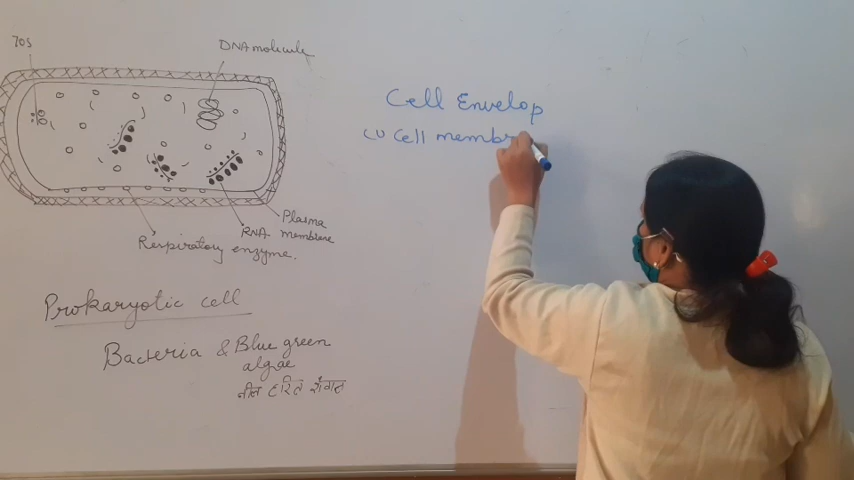 70S
DNA molecule
Plasma
membrane
RNA
Respiratory enzyme.
Prokaryotic cell
Bacteria & Blue green
algae
नील हरित शैवाल
Cell Envelop
(1) Cell membr